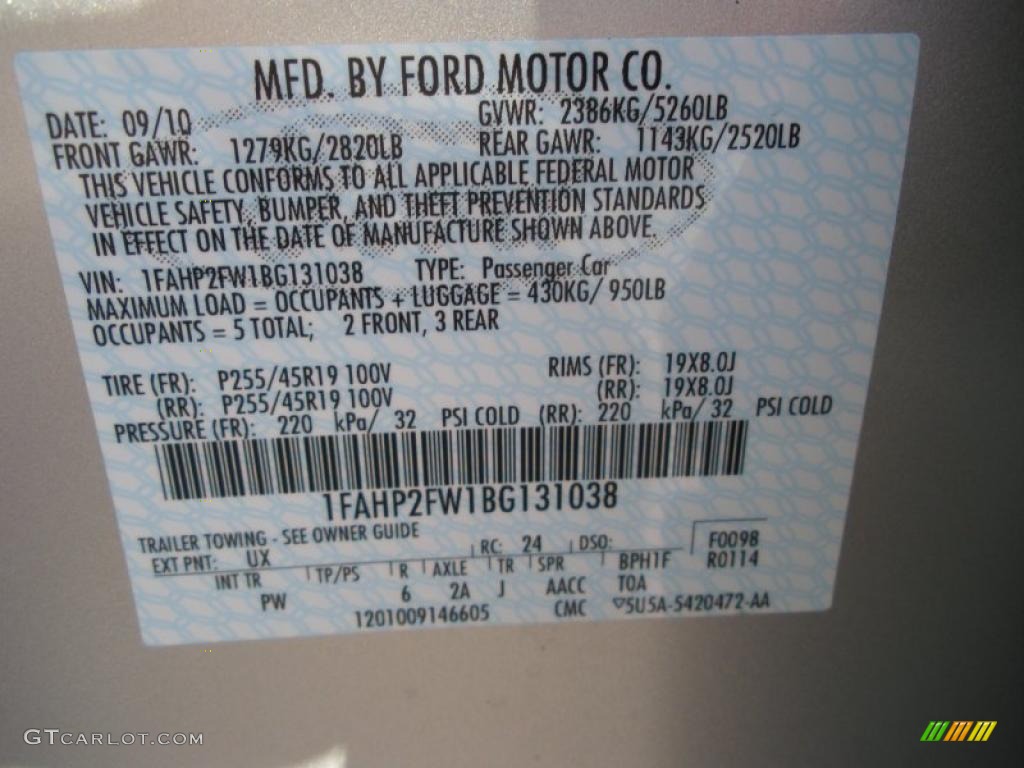 MFD. BY FORD MOTOR CO.
DATE: 09/10 GVWR: 2386KG/5260LB
FRONT GAWR: 1279KG/2820LB REAR GAWR: 1143KG/2520LB
THIS VEHICLE CONFORMS TO ALL APPLICABLE FEDERAL MOTOR
VEHICLE SAFETY, BUMPER, AND THEFT PREVENTION STANDARDS
IN EFFECT ON THE DATE OF MANUFACTURE SHOWN ABOVE.
VIN: 1FAHP2FW1BG131038 TYPE: Passenger Car
MAXIMUM LOAD = OCCUPANTS + LUGGAGE = 430KG/ 950LB
OCCUPANTS = 5 TOTAL; 2 FRONT, 3 REAR
TIRE (FR): P255/45R19 100V RIMS (FR): 19X8.0J
(RR): P255/45R19 100V (RR): 19X8.0J
PRESSURE (FR): 220 kPa/ 32 PSI COLD (RR): 220 kPa/ 32 PSI COLD
1FAHP2FW1BG131038
TRAILER TOWING - SEE OWNER GUIDE
EXT PNT: UX RC: 24 DSO: F0098
INT TR TP/PS R AXLE TR SPR BPH1F R0114
PW 6 2A J AACC TOA
1201009146605 CMC ▽5U5A-5420472-AA
GTCARLOT.COM